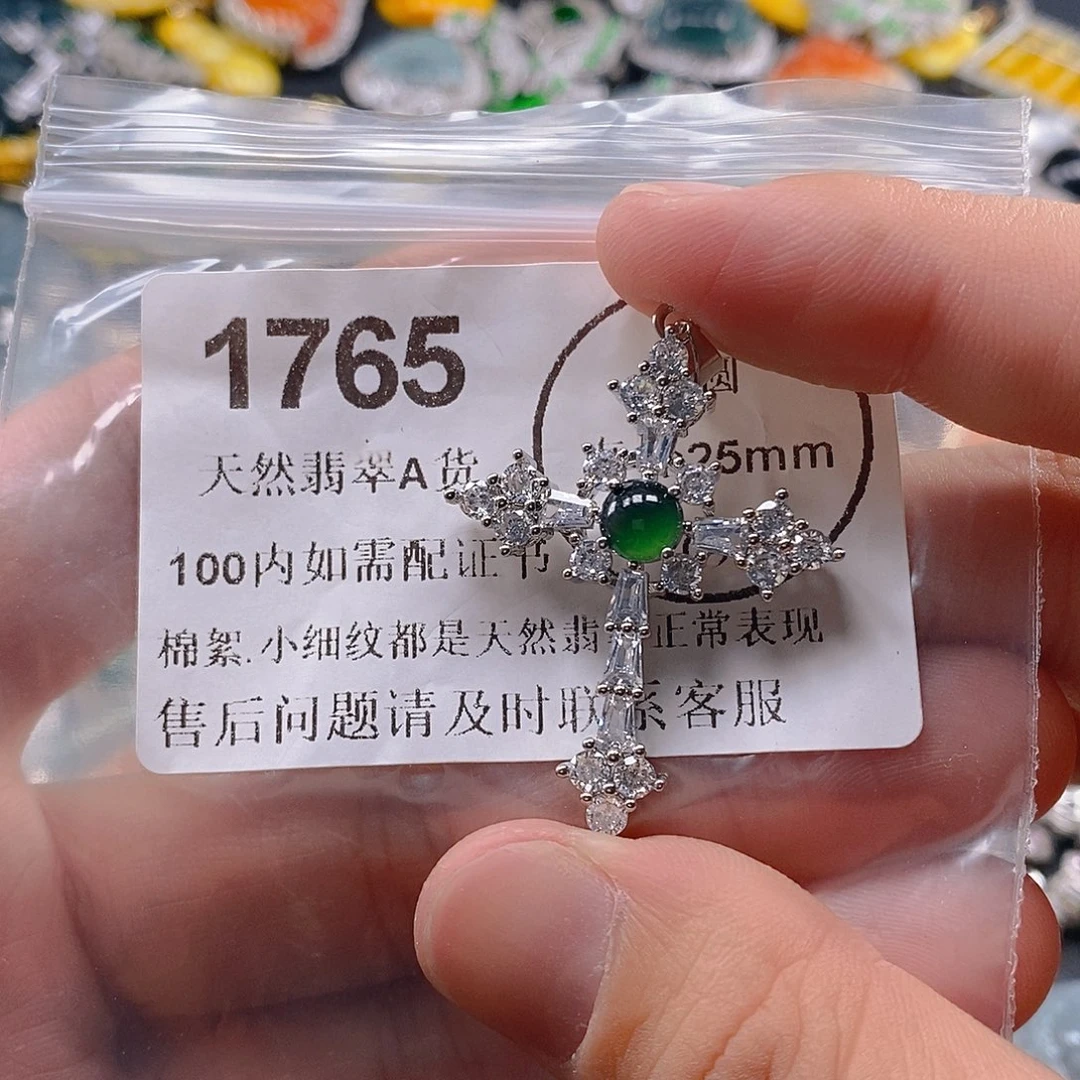 1765
圆
天然翡翠A货
25mm
100内如需配证书
棉絮.小细纹都是天然翡 正常表现
售后问题请及时联系客服